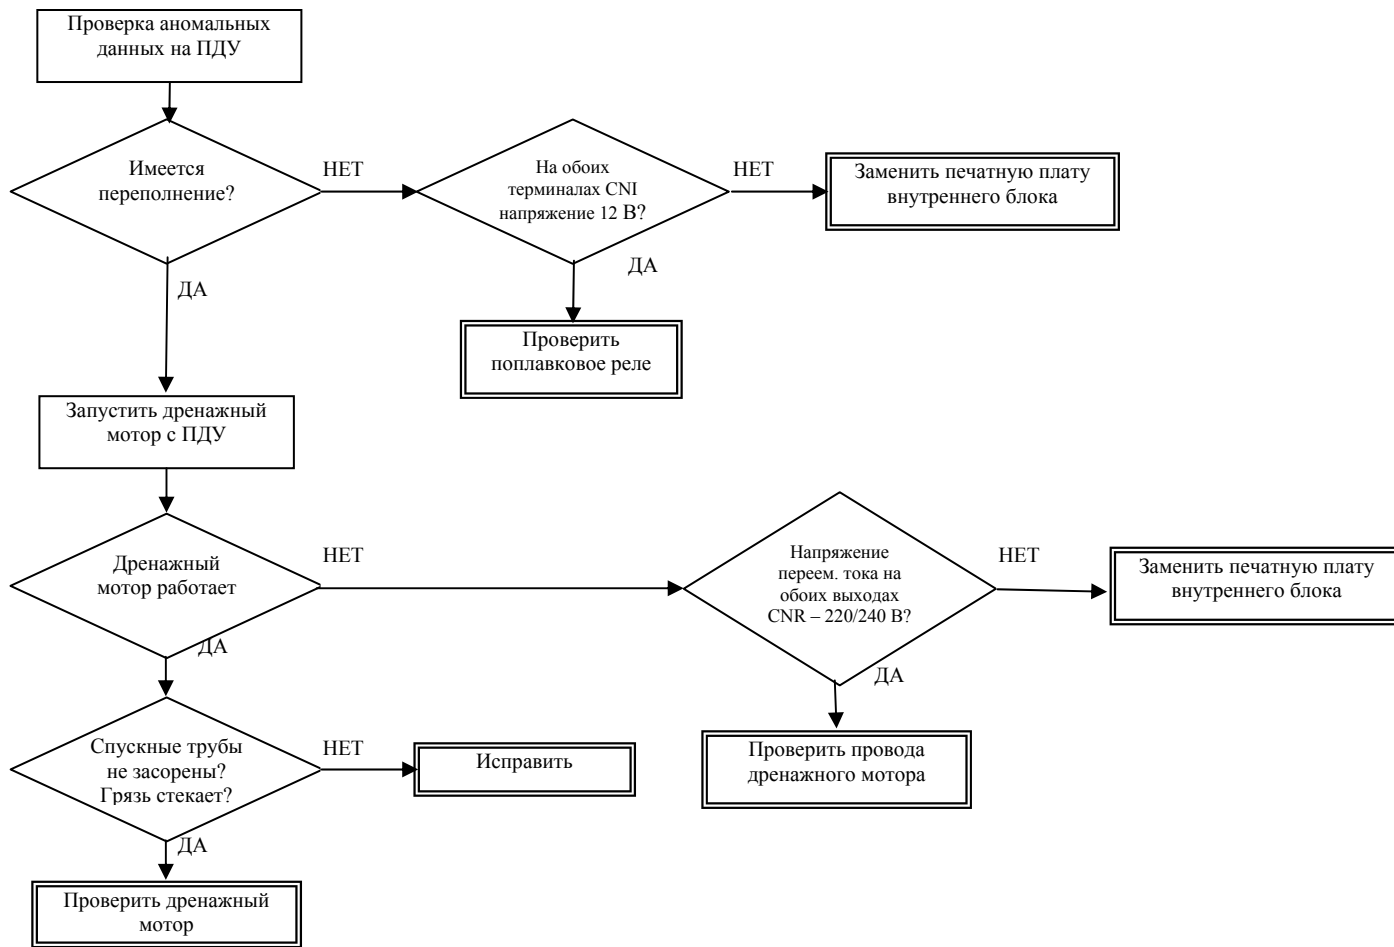 Проверка аномальных
данных на ПДУ
Имеется
переполнение?
НЕТ
На обоих
терминалах CNI
напряжение 12 В?
НЕТ
Заменить печатную плату
внутреннего блока
ДА
ДА
Проверить
поплавковое реле
Запустить дренажный
мотор с ПДУ
Дренажный
мотор работает
НЕТ
Напряжение
переем. тока на
обоих выходах
CNR – 220/240 В?
НЕТ
Заменить печатную плату
внутреннего блока
ДА
ДА
Спускные трубы
не засорены?
Грязь стекает?
НЕТ
Исправить
Проверить провода
дренажного мотора
ДА
Проверить дренажный
мотор